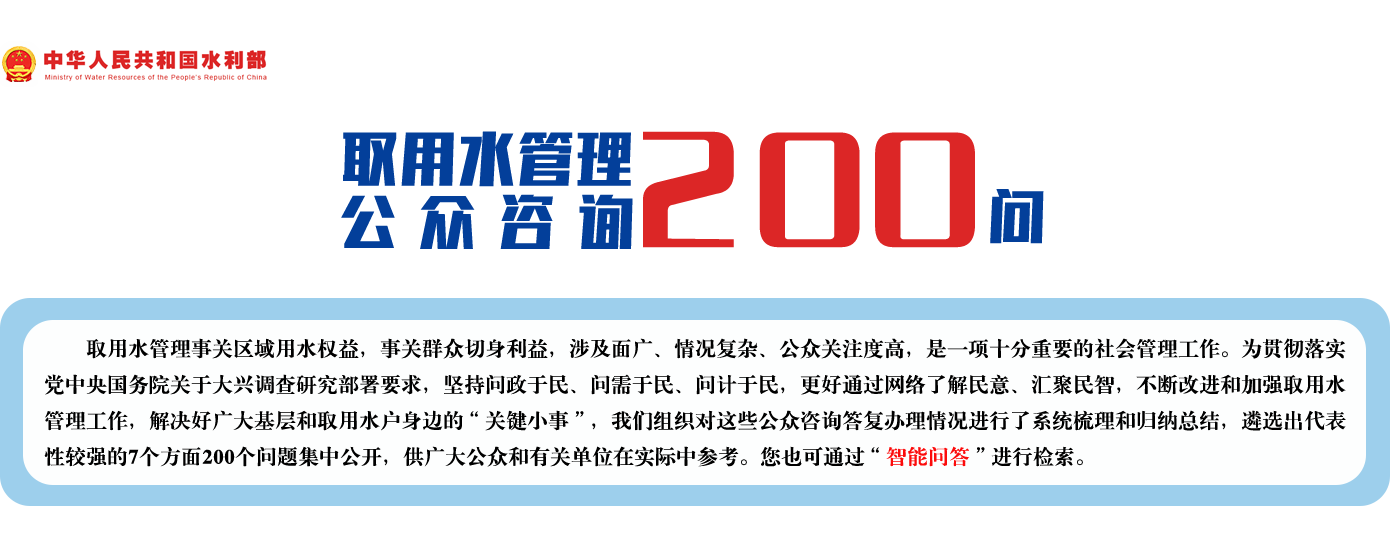 中华人民共和国水利部
Ministry of Water Resources of the People's Republic of China
取用水管理
公众咨询200问
取用水管理事关区域用水权益，事关群众切身利益，涉及面广、情况复杂、公众关注度高，是一项十分重要的社会管理工作。为贯彻落实
党中央国务院关于大兴调查研究部署要求，坚持问政于民、问需于民、问计于民，更好通过网络了解民意、汇聚民智，不断改进和加强取用水
管理工作，解决好广大基层和取用水户身边的“关键小事”，我们组织对这些公众咨询答复办理情况进行了系统梳理和归纳总结，遴选出代表
性较强的7个方面200个问题集中公开，供广大公众和有关单位在实际中参考。您也可通过“智能问答”进行检索。